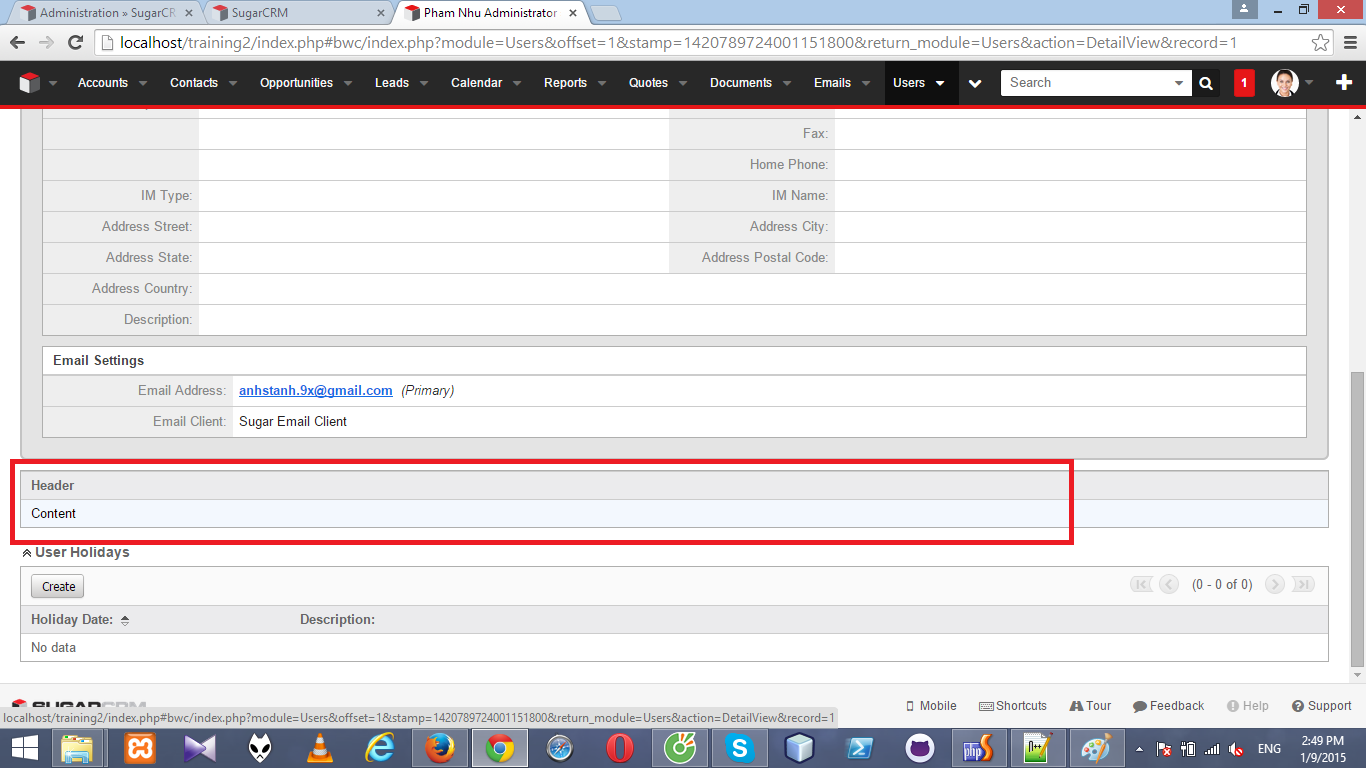 Administration » SugarCR
SugarCRM
Pham Nhu Administrator
localhost/training2/index.php#bwc/index.php?module=Users&offset=1&stamp=1420789724001151800&return_module=Users&action=DetailView&record=1
Accounts Contacts Opportunities Leads Calendar Reports Quotes Documents Emails Users Search 1
Fax:
Home Phone:
IM Type: IM Name:
Address Street: Address City:
Address State: Address Postal Code:
Address Country:
Description:
Email Settings
Email Address: anhstanh.9x@gmail.com (Primary)
Email Client: Sugar Email Client
Header
Content
User Holidays
Create (0 - 0 of 0)
Holiday Date: Description:
No data
Mobile Shortcuts Tour Feedback Help Support
localhost/training2/index.php#bwc/index.php?module=Users&offset=1&stamp=1420789724001151800&return_module=Users&action=DetailView&record=1
ENG 2:49 PM
1/9/2015